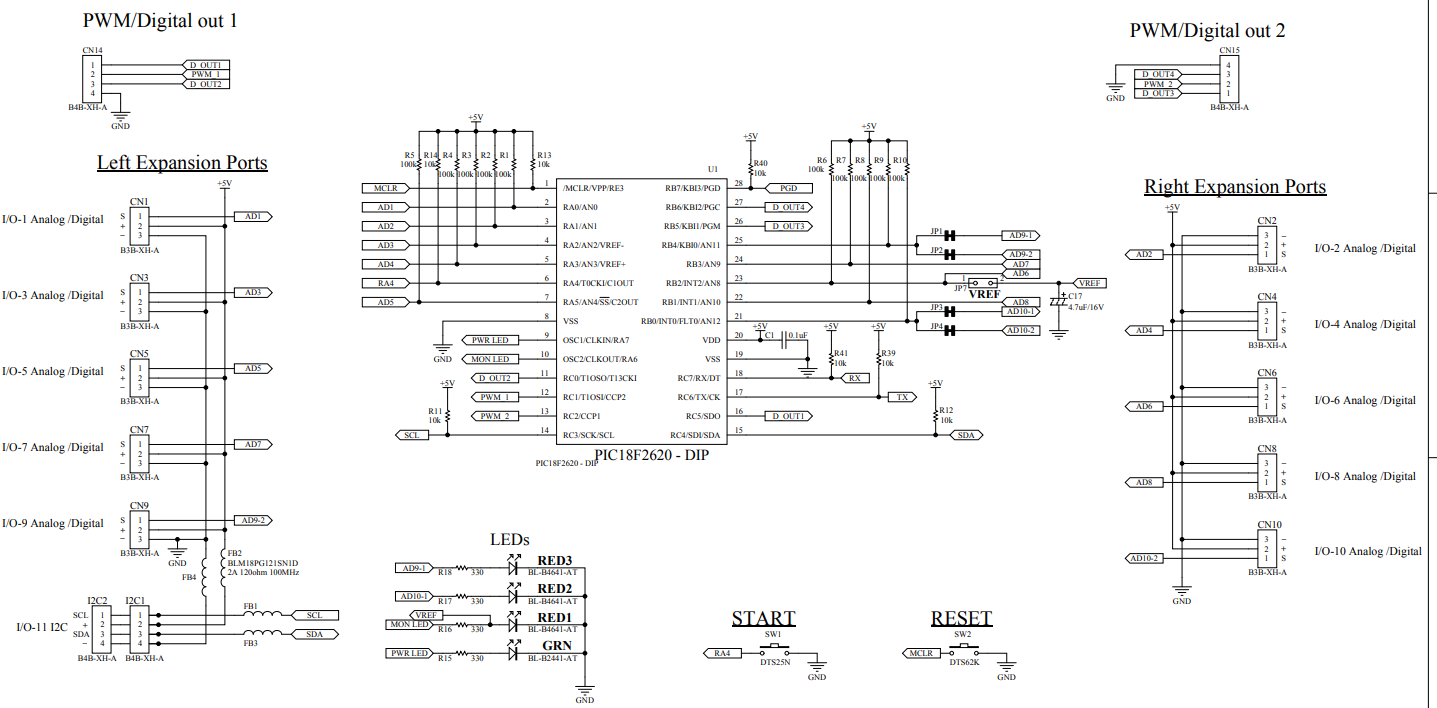 PWM/Digital out 1
CN14
1 D_OUT1
2 PWM_1
3 D_OUT2
4
B4B-XH-A
GND
PWM/Digital out 2
CN15
4
D_OUT4 3
PWM_2 2
D_OUT3 1
GND
B4B-XH-A
Left Expansion Ports
+5V
CN1
I/O-1 Analog /Digital
S 1 AD1
+ 2
− 3
B3B-XH-A
CN3
I/O-3 Analog /Digital
S 1 AD3
+ 2
− 3
B3B-XH-A
CN5
I/O-5 Analog /Digital
S 1 AD5
+ 2
− 3
B3B-XH-A
CN7
I/O-7 Analog /Digital
S 1 AD7
+ 2
− 3
B3B-XH-A
CN9
I/O-9 Analog /Digital
S 1 AD9-2
+ 2
− 3
B3B-XH-A
GND
FB2
BLM18PG121SN1D
2A 120ohm 100MHz
FB4
I2C2 I2C1
I/O-11 I2C
SCL 1 1 FB1 SCL
+ 2 2
SDA 3 3 FB3 SDA
− 4 4
B4B-XH-A B4B-XH-A
+5V
R5 R14 R4 R3 R2 R1 R13
100k 100k 100k 100k 100k 10k
U1
+5V
R40
10k
MCLR 1 /MCLR/VPP/RE3
AD1 2 RA0/AN0
AD2 3 RA1/AN1
AD3 4 RA2/AN2/VREF-
AD4 5 RA3/AN3/VREF+
RA4 6 RA4/T0CKI/C1OUT
AD5 7 RA5/AN4/SS/C2OUT
8 VSS
GND
PWR LED 9 OSC1/CLKIN/RA7
MON LED 10 OSC2/CLKOUT/RA6
D_OUT2 11 RC0/T1OSO/T13CKI
PWM_1 12 RC1/T1OSI/CCP2
PWM_2 13 RC2/CCP1
SCL 14 RC3/SCK/SCL
+5V
R11
10k
RB7/KBI3/PGD 28 PGD
RB6/KBI2/PGC 27 D_OUT4
RB5/KBI1/PGM 26 D_OUT3
RB4/KBI0/AN11 25
RB3/AN9 24
RB2/INT2/AN8 23
RB1/INT1/AN10 22
RB0/INT0/FLT0/AN12 21
VDD 20
VSS 19
RC7/RX/DT 18 RX
RC6/TX/CK 17 TX
RC5/SDO 16 D_OUT1
RC4/SDI/SDA 15 SDA
PIC18F2620 - DIP
PIC18F2620 - DIP
+5V
R6 R7 R8 R9 R10
100k 100k 100k 100k 100k
JP1 AD9-1
JP2 AD9-2
AD7
AD6
1 2 VREF
JP7
VREF
C17
4.7uF/16V
AD8
JP3 AD10-1
JP4 AD10-2
+5V
C1 0.1uF
+5V
R41
10k
+5V
R39
10k
+5V
R12
10k
Right Expansion Ports
+5V
CN2
3 −
2 +
AD2 1 S
B3B-XH-A
I/O-2 Analog /Digital
CN4
3 −
2 +
AD4 1 S
B3B-XH-A
I/O-4 Analog /Digital
CN6
3 −
2 +
AD6 1 S
B3B-XH-A
I/O-6 Analog /Digital
CN8
3 −
2 +
AD8 1 S
B3B-XH-A
I/O-8 Analog /Digital
CN10
3 −
2 +
AD10-2 1 S
B3B-XH-A
I/O-10 Analog /Digital
GND
LEDs
AD9-1 R18 330 RED3
BL-B4641-AT
AD10-1 R17 330 RED2
BL-B4641-AT
VREF
MON LED R16 330 RED1
BL-B4641-AT
PWR LED R15 330 GRN
BL-B2441-AT
GND
START
SW1
RA4
DTS25N
GND
RESET
SW2
MCLR
DTS62K
GND